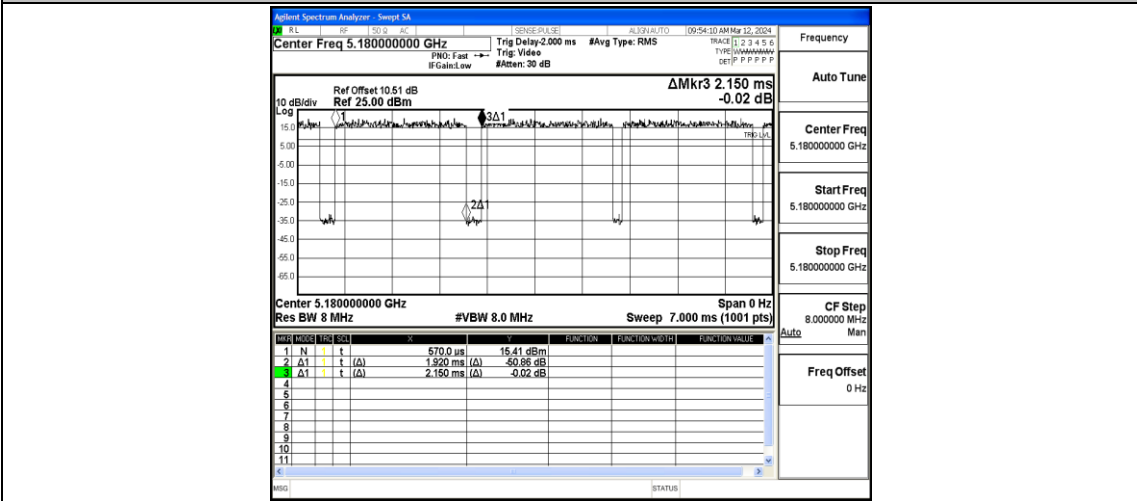 Agilent Spectrum Analyzer - Swept SA
RL RF 50 Ω AC SENSE:PULSE ALIGN AUTO 09:54:10 AM Mar 12, 2024
Center Freq 5.180000000 GHz Trig Delay-2.000 ms #Avg Type: RMS TRACE 1 2 3 4 5 6
PNO: Fast Trig: Video TYPE WWWWWW
IFGain:Low #Atten: 30 dB DET P P P P P P
Frequency
ΔMkr3 2.150 ms
-0.02 dB
Ref Offset 10.51 dB
10 dB/div Ref 25.00 dBm
Log
1
3Δ1
2Δ1
TRIG LVL
15.0
5.00
-5.00
-15.0
-25.0
-35.0
-45.0
-55.0
-65.0
Center 5.180000000 GHz Span 0 Hz
Res BW 8 MHz #VBW 8.0 MHz Sweep 7.000 ms (1001 pts)
MKR MODE TRC SCL X Y FUNCTION FUNCTION WIDTH FUNCTION VALUE
1 N 1 t 570.0 µs 15.41 dBm
2 Δ1 1 t (Δ) 1.920 ms (Δ) -50.86 dB
3 Δ1 1 t (Δ) 2.150 ms (Δ) -0.02 dB
4
5
6
7
8
9
10
11
MSG STATUS
Auto Tune
Center Freq
5.180000000 GHz
Start Freq
5.180000000 GHz
Stop Freq
5.180000000 GHz
CF Step
8.000000 MHz
Auto Man
Freq Offset
0 Hz